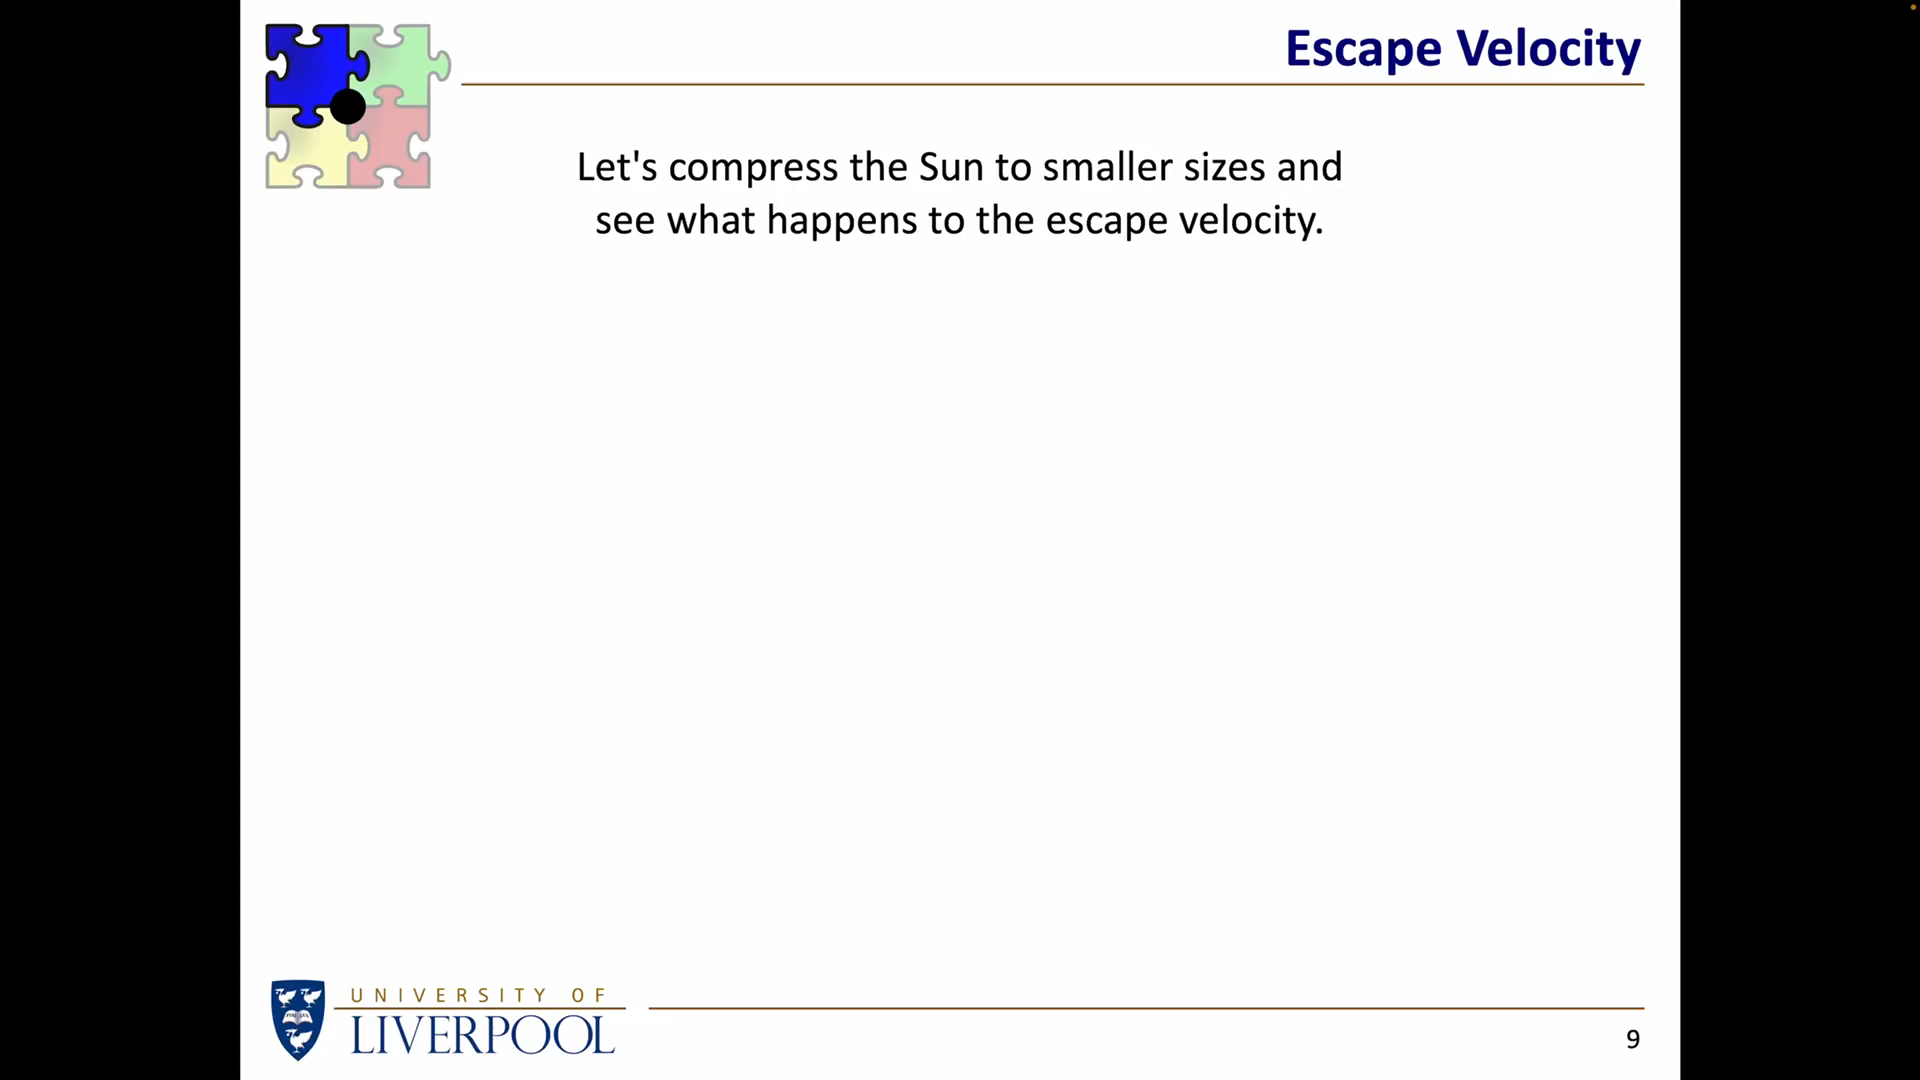 Escape Velocity
Let's compress the Sun to smaller sizes and
see what happens to the escape velocity.
UNIVERSITY OF
LIVERPOOL
9